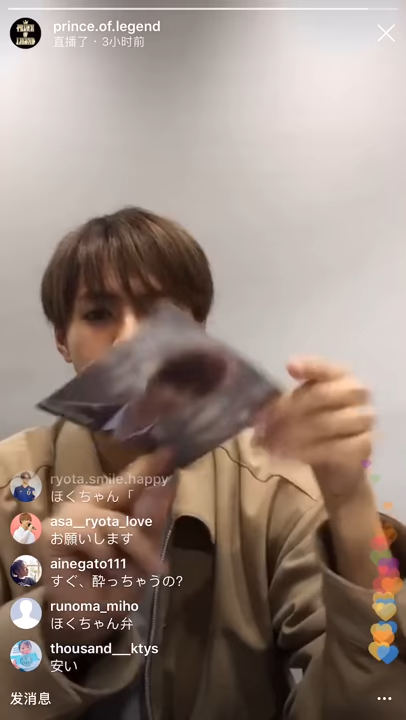 prince.of.legend
直播了・3小时前
ryota.smile.happy
ほくちゃん「
asa__ryota_love
お願いします
ainegato111
すぐ、酔っちゃうの?
runoma_miho
ほくちゃん弁
thousand___ktys
安い
发消息